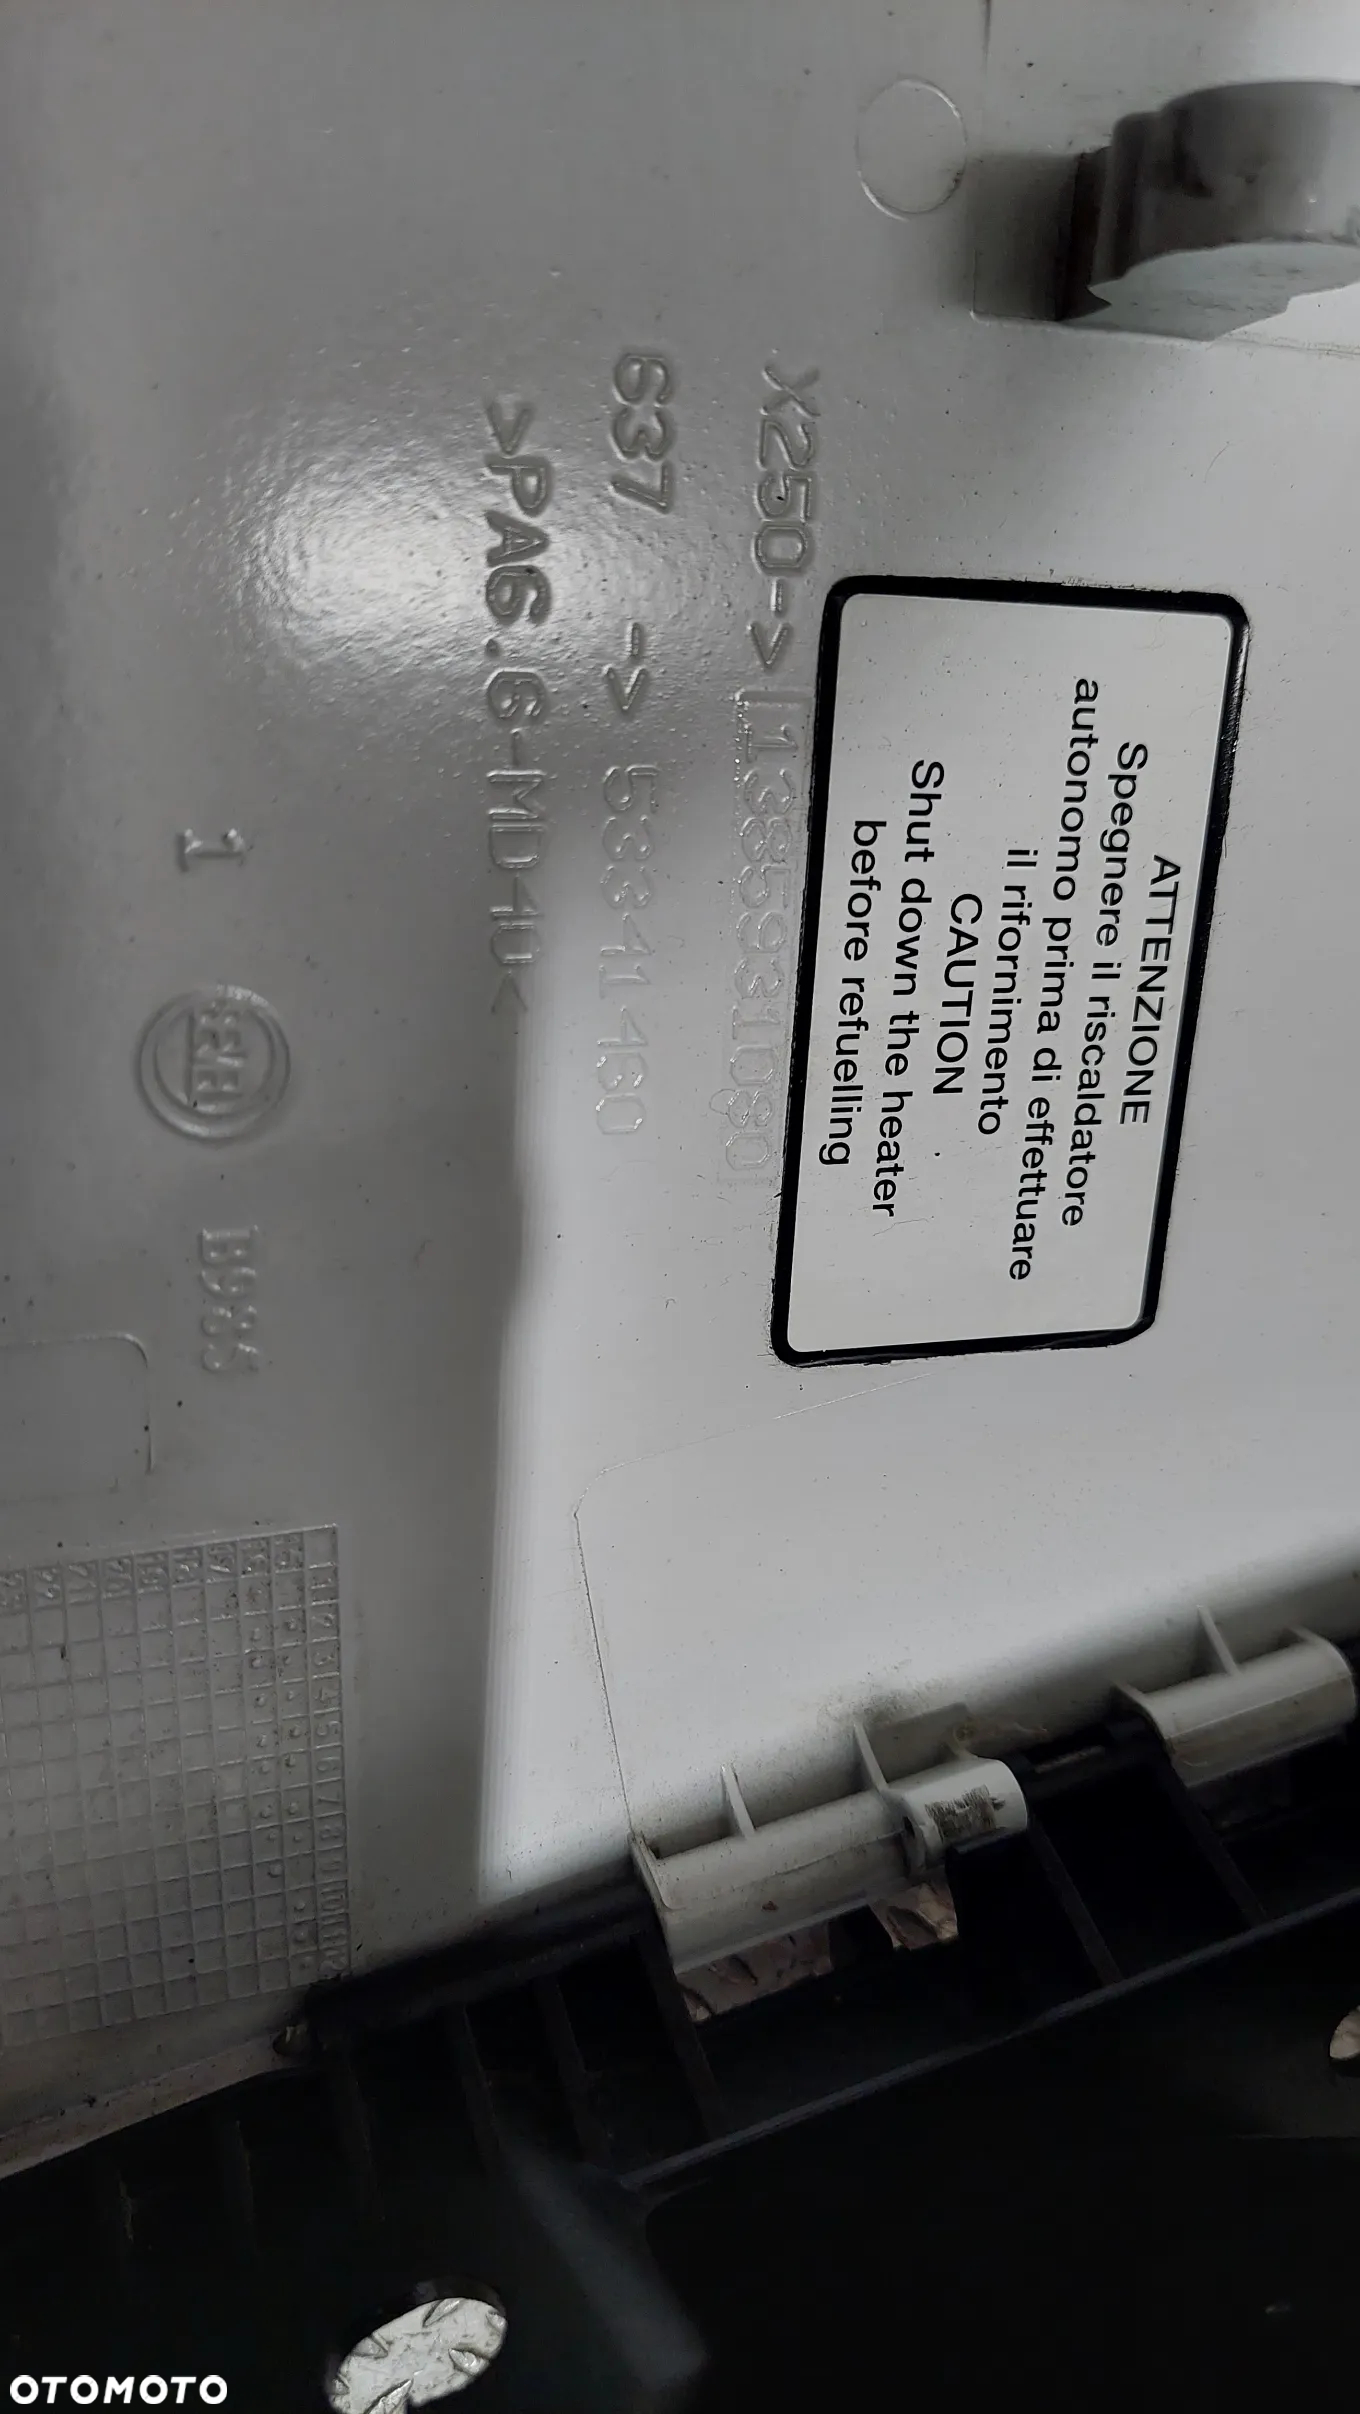 ATTENZIONE
Spegnere il riscaldatore
autonomo prima di effettuare
il rifornimento
CAUTION
Shut down the heater
before refuelling
X250->1385931080
637 -> 53341460
>PA6.6-MD40<
1
OTOMOTO